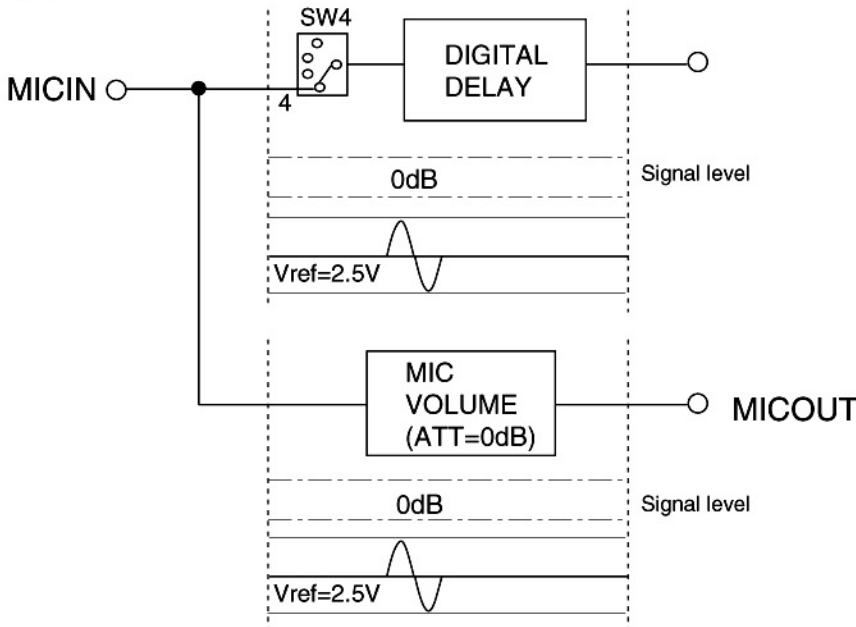 SW4
MICIN
4
DIGITAL
DELAY
0dB
Signal level
Vref=2.5V
MIC
VOLUME
(ATT=0dB)
MICOUT
0dB
Signal level
Vref=2.5V